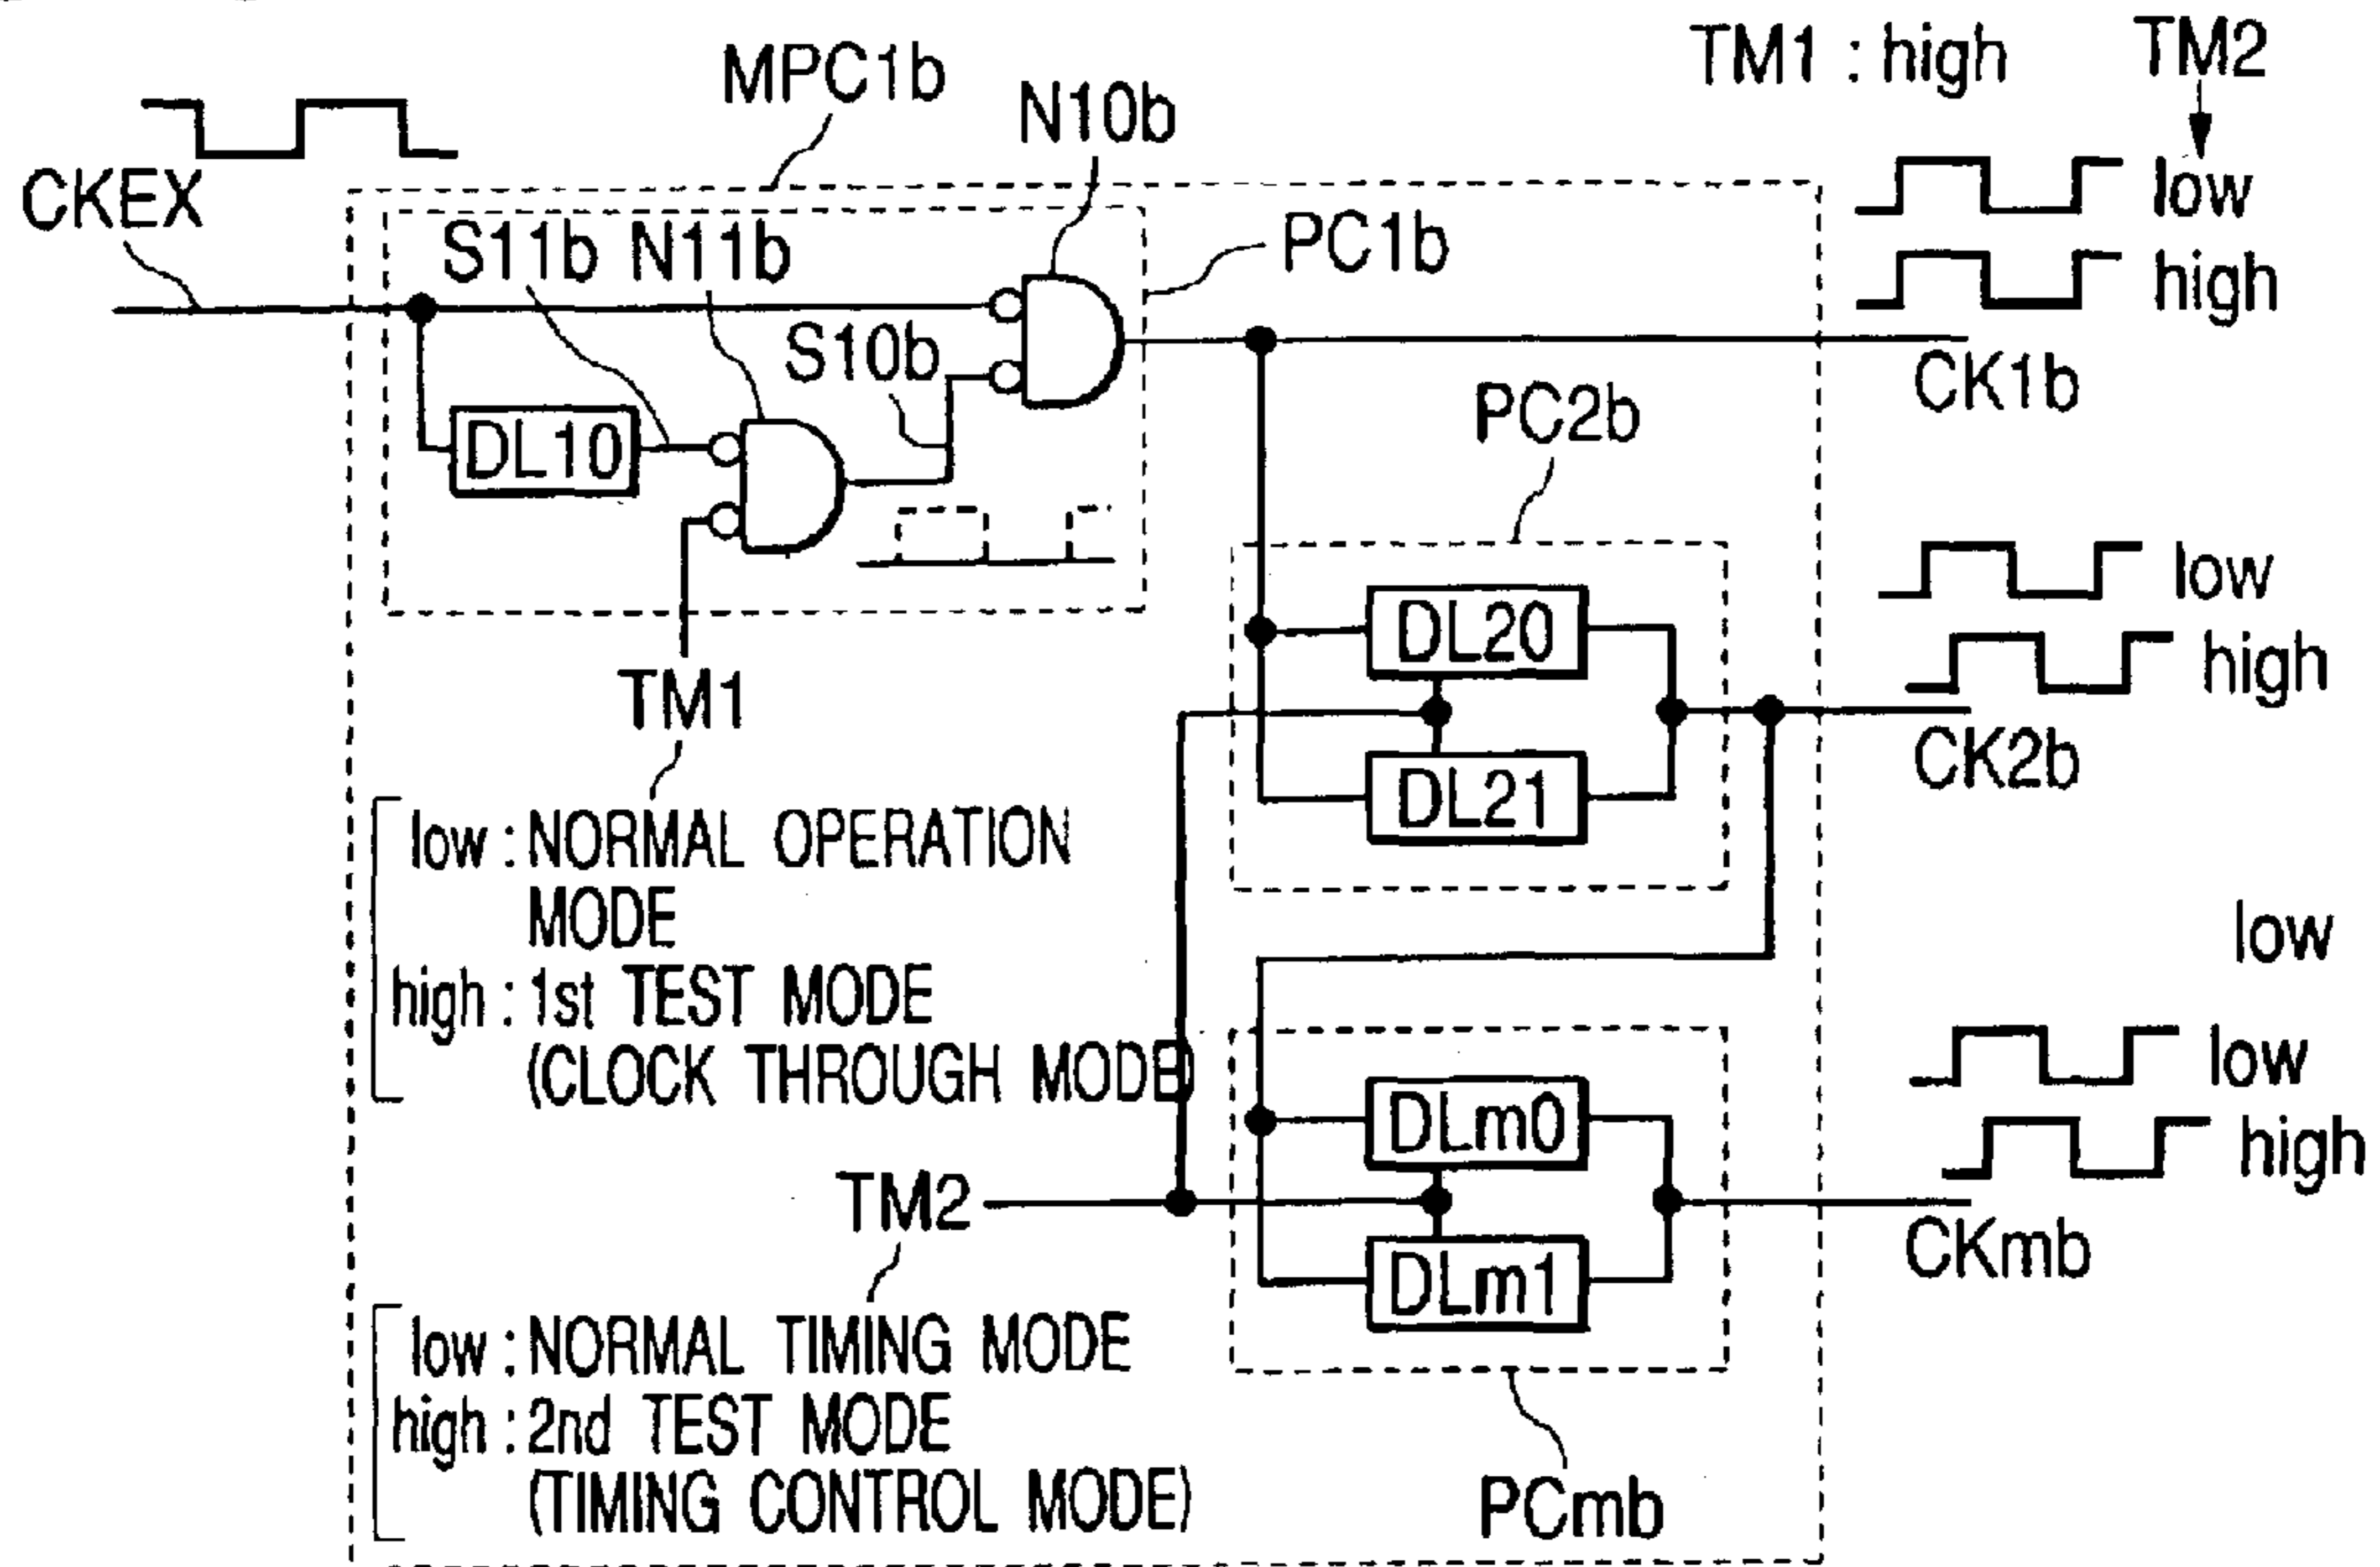 MPC1b
N10b
TM1 : high
TM2
low
high
CKEX
S11b
N11b
PC1b
S10b
CK1b
DL10
PC2b
low
high
TM1
DL20
DL21
CK2b
low : NORMAL OPERATION
MODE
high : 1st TEST MODE
(CLOCK THROUGH MODE)
low
low
high
DLm0
DLm1
TM2
CKmb
low : NORMAL TIMING MODE
high : 2nd TEST MODE
(TIMING CONTROL MODE)
PCmb